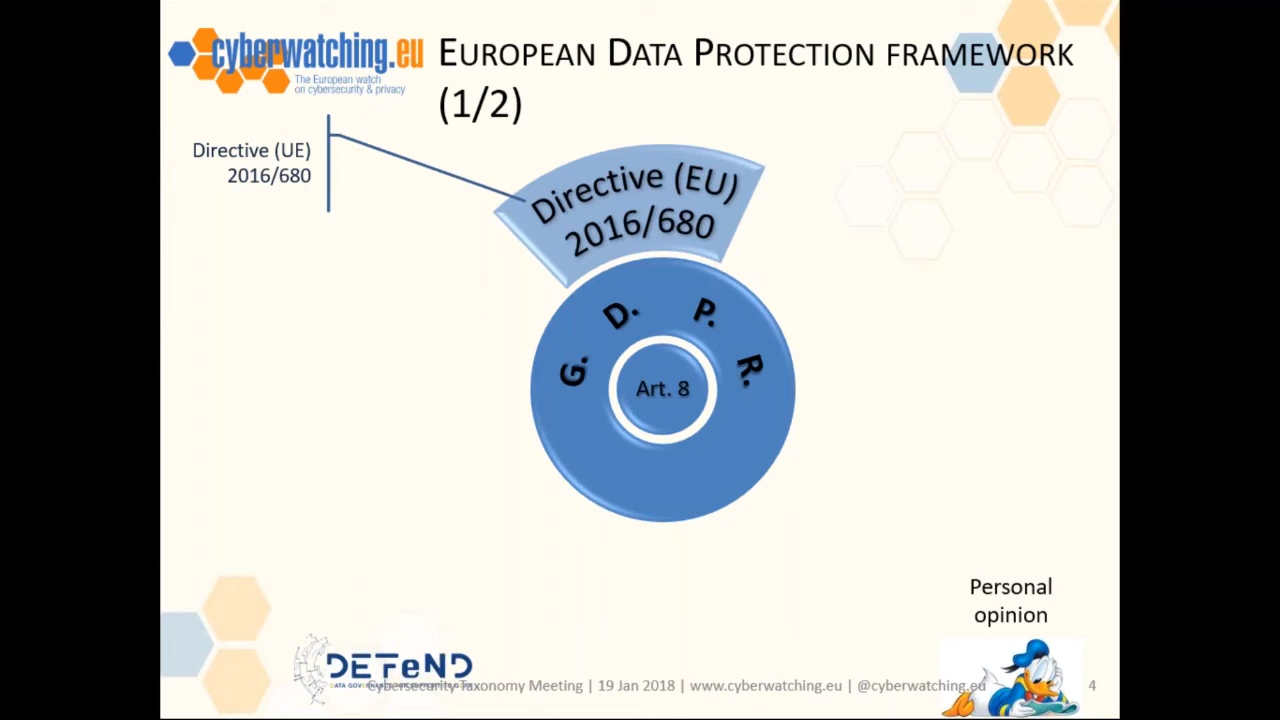 cyberwatching.eu
The European watch
on cybersecurity & privacy
EUROPEAN DATA PROTECTION FRAMEWORK
(1/2)
Directive (UE)
2016/680
Directive (EU)
2016/680
G. D. P. R.
Art. 8
Personal
opinion
DEFeND
DATA GOV
Cybersecurity Taxonomy Meeting | 19 Jan 2018 | www.cyberwatching.eu | @cyberwatching.eu
4